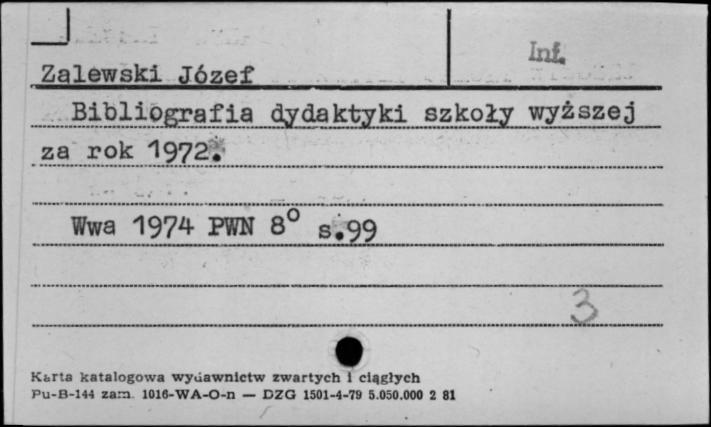 Inf.
Zalewski Józef
Bibliografia dydaktyki szkoły wyższej
za rok 1972.
Wwa 1974 PWN 8° s.99
3
Karta katalogowa wydawnictw zwartych i ciągłych
Pu-B-144 zam. 1016-WA-O-n — DZG 1501-4-79 5.050.000 2 81